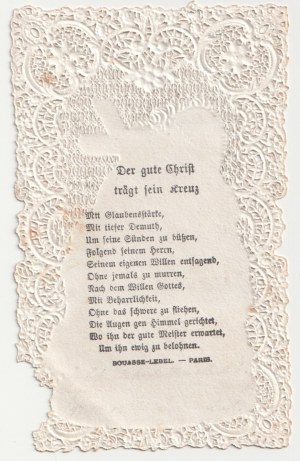 Der gute Christ
trägt sein Kreuz
Mit Glaubensstärke,
Mit tiefer Demuth,
Um seine Sünden zu büßen,
Folgend seinem Herrn,
Seinem eigenen Willen entsagend,
Ohne jemals zu murren,
Nach dem Willen Gottes,
Mit Beharrlichkeit,
Ohne das schwere zu fliehen,
Die Augen gen Himmel gerichtet,
Wo ihn der gute Meister erwartet,
Um ihn ewig zu belohnen.
BOUASSE-LEBEL. — PARIS.